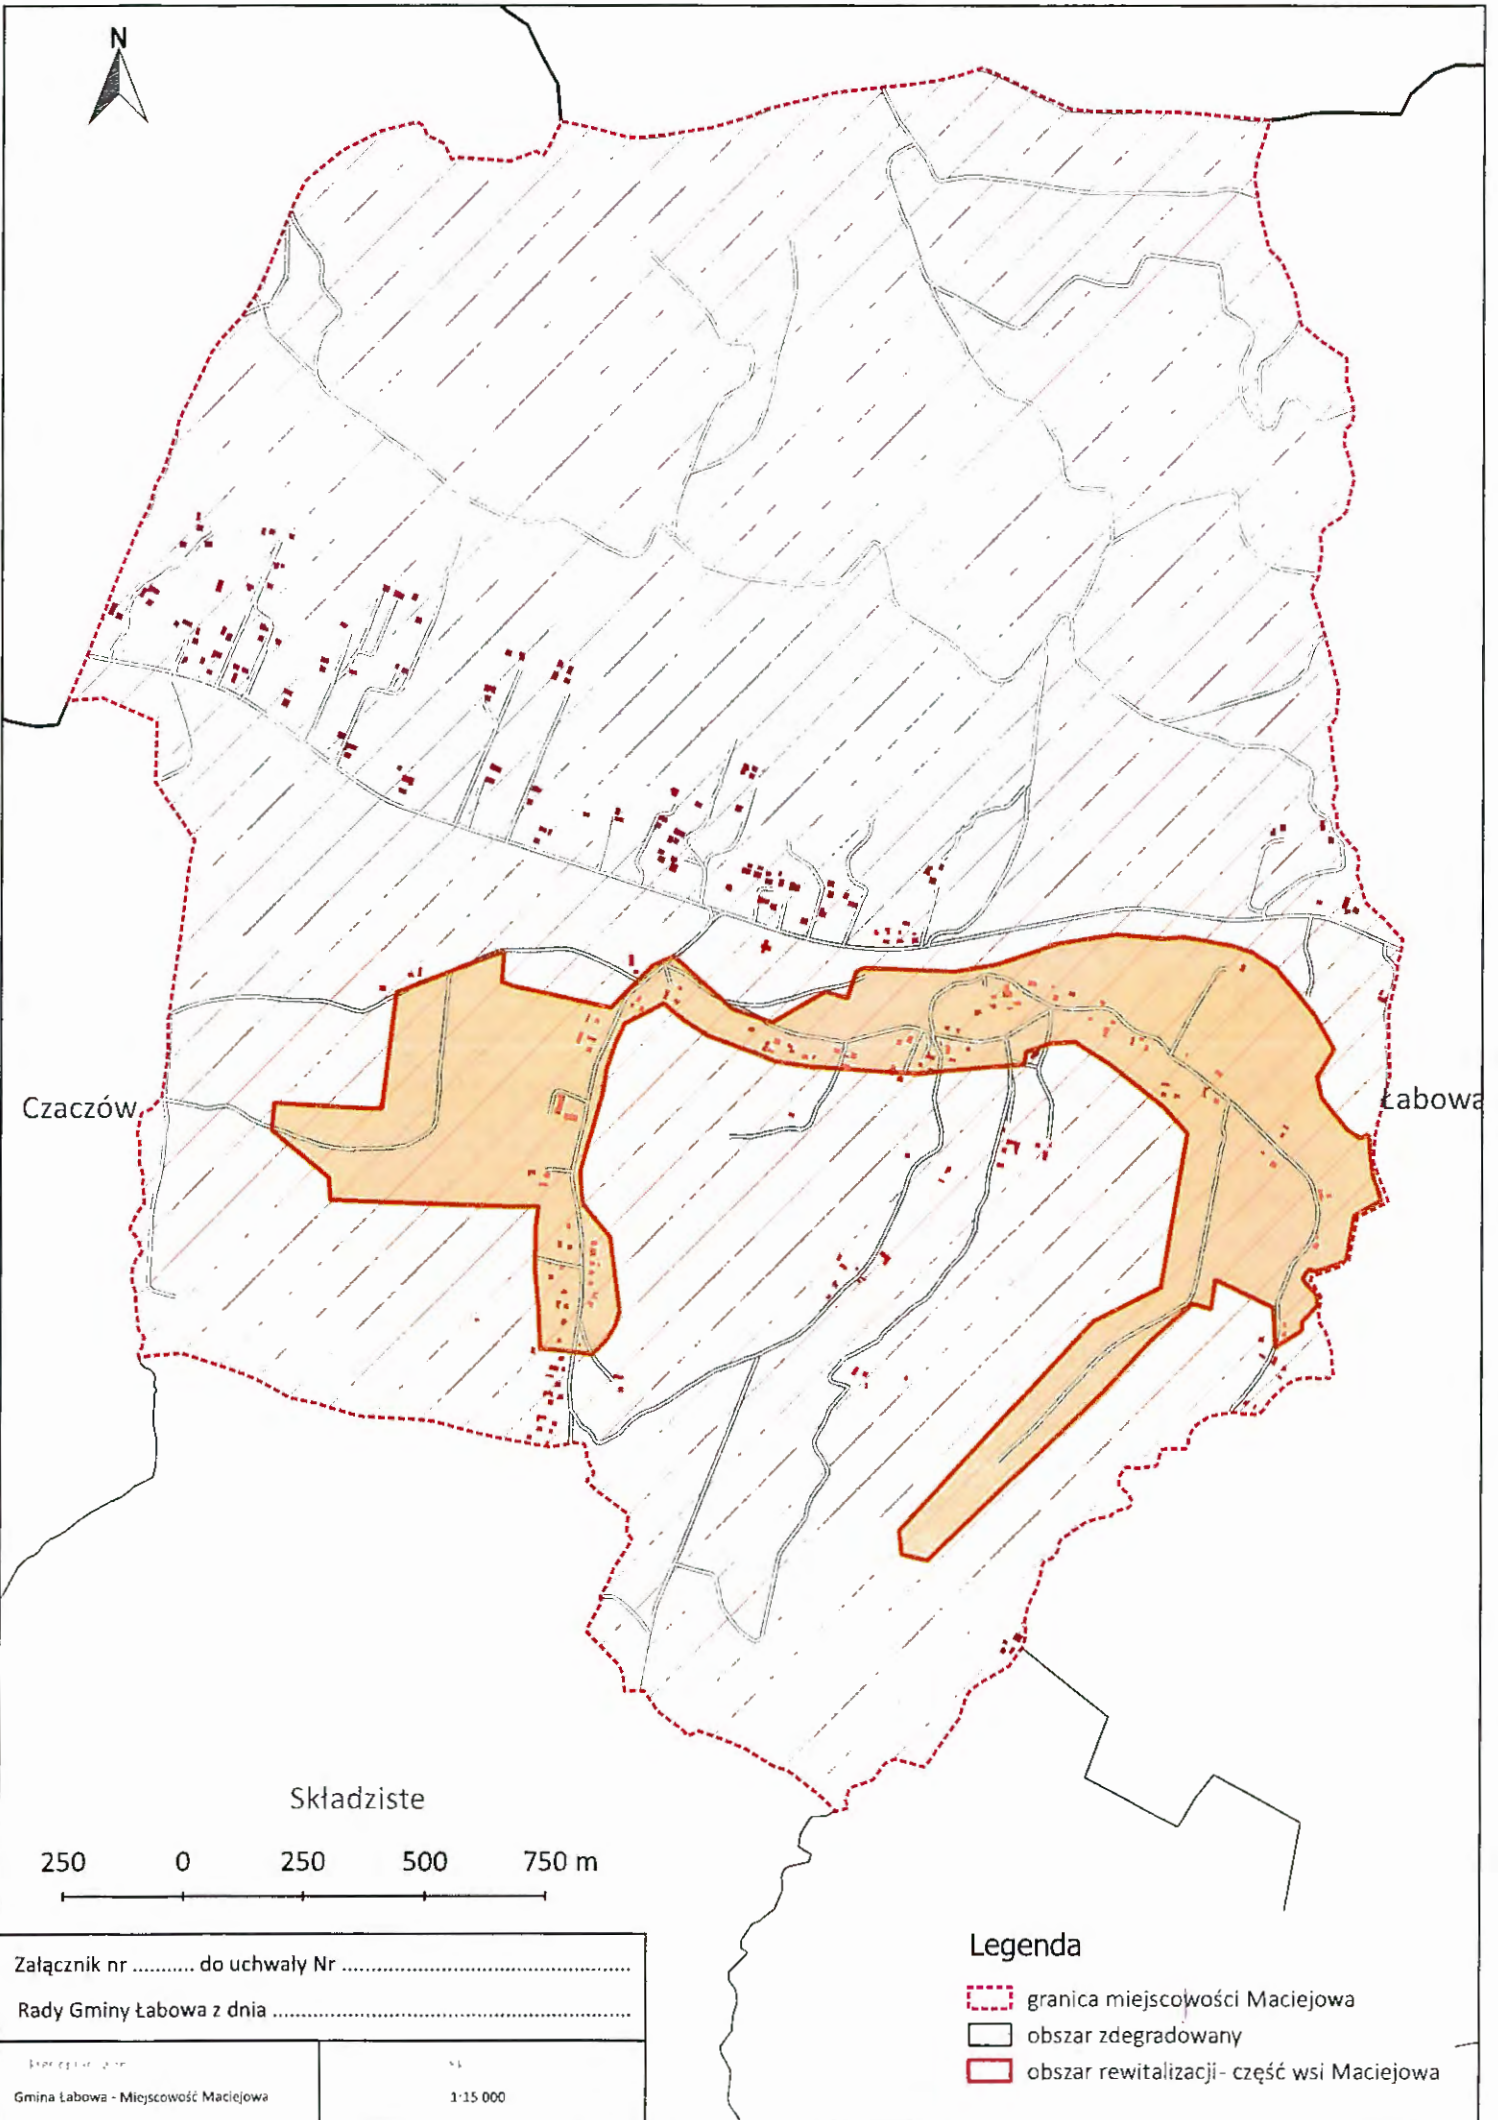 N
Czaczów
Łabowa
Składziste
250 0 250 500 750 m
Załącznik nr .......... do uchwały Nr ................................................
Rady Gminy Łabowa z dnia ............................................................
Gmina Łabowa - Miejscowość Maciejowa
1:15 000
Legenda
granica miejscowości Maciejowa
obszar zdegradowany
obszar rewitalizacji- część wsi Maciejowa